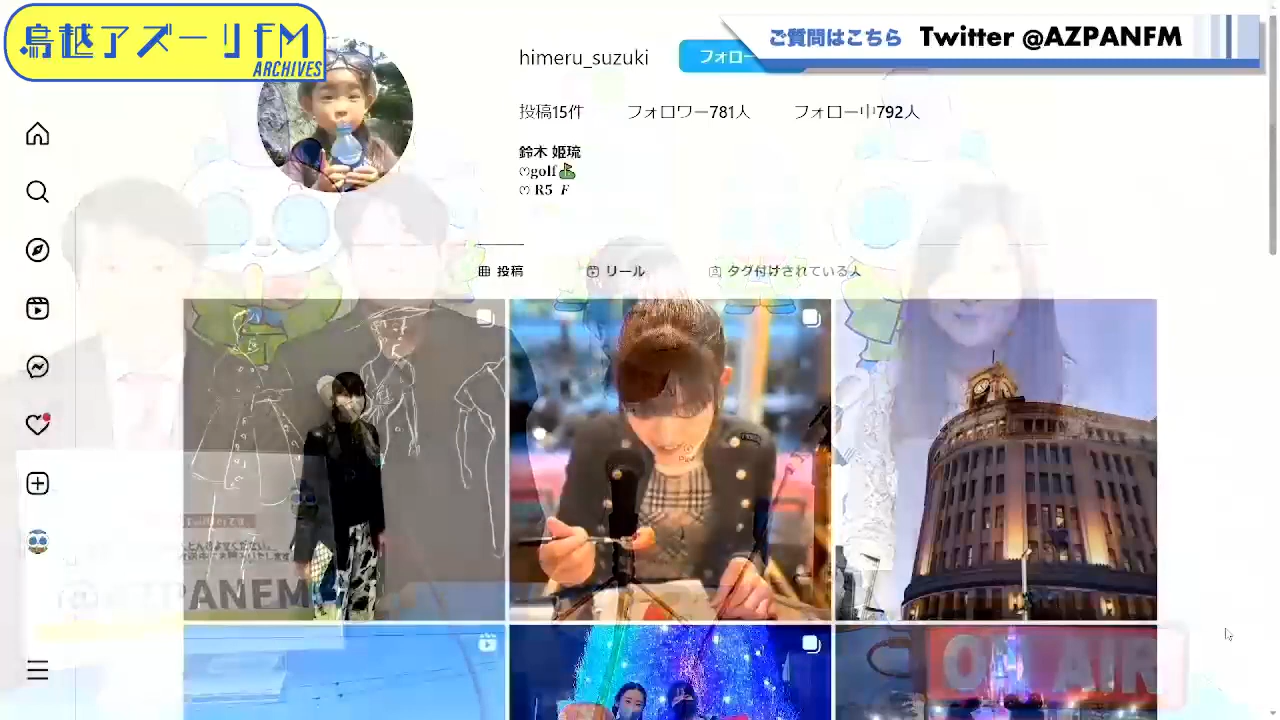 鳥越アズーリFM
ARCHIVES
ご質問はこちら Twitter @AZPANFM
himeru_suzuki
フォロー
投稿15件 フォロワー781人 フォロー中792人
鈴木 姫琉
♡golf⛳
♡ R5 F
投稿 リール タグ付けされている人
@AZPANFM
ON AIR